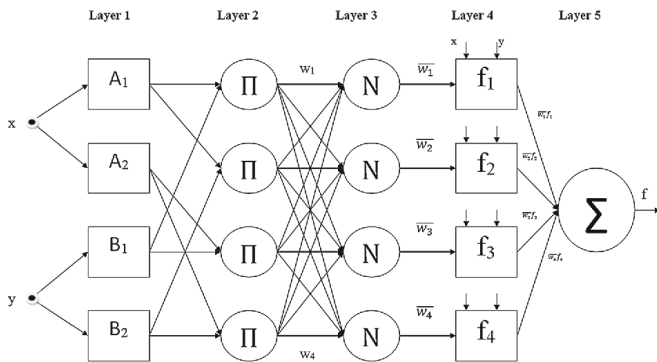 Layer 1 Layer 2 Layer 3 Layer 4 Layer 5
x y
A₁ Π w₁ N w̅₁ f₁
x
w̅₁f₁
A₂ Π N w̅₂ f₂ w̅₂f₂
Σ f
B₁ Π N w̅₃ f₃ w̅₃f₃
y
w̅₄f₄
B₂ Π N w̅₄ f₄
w₄